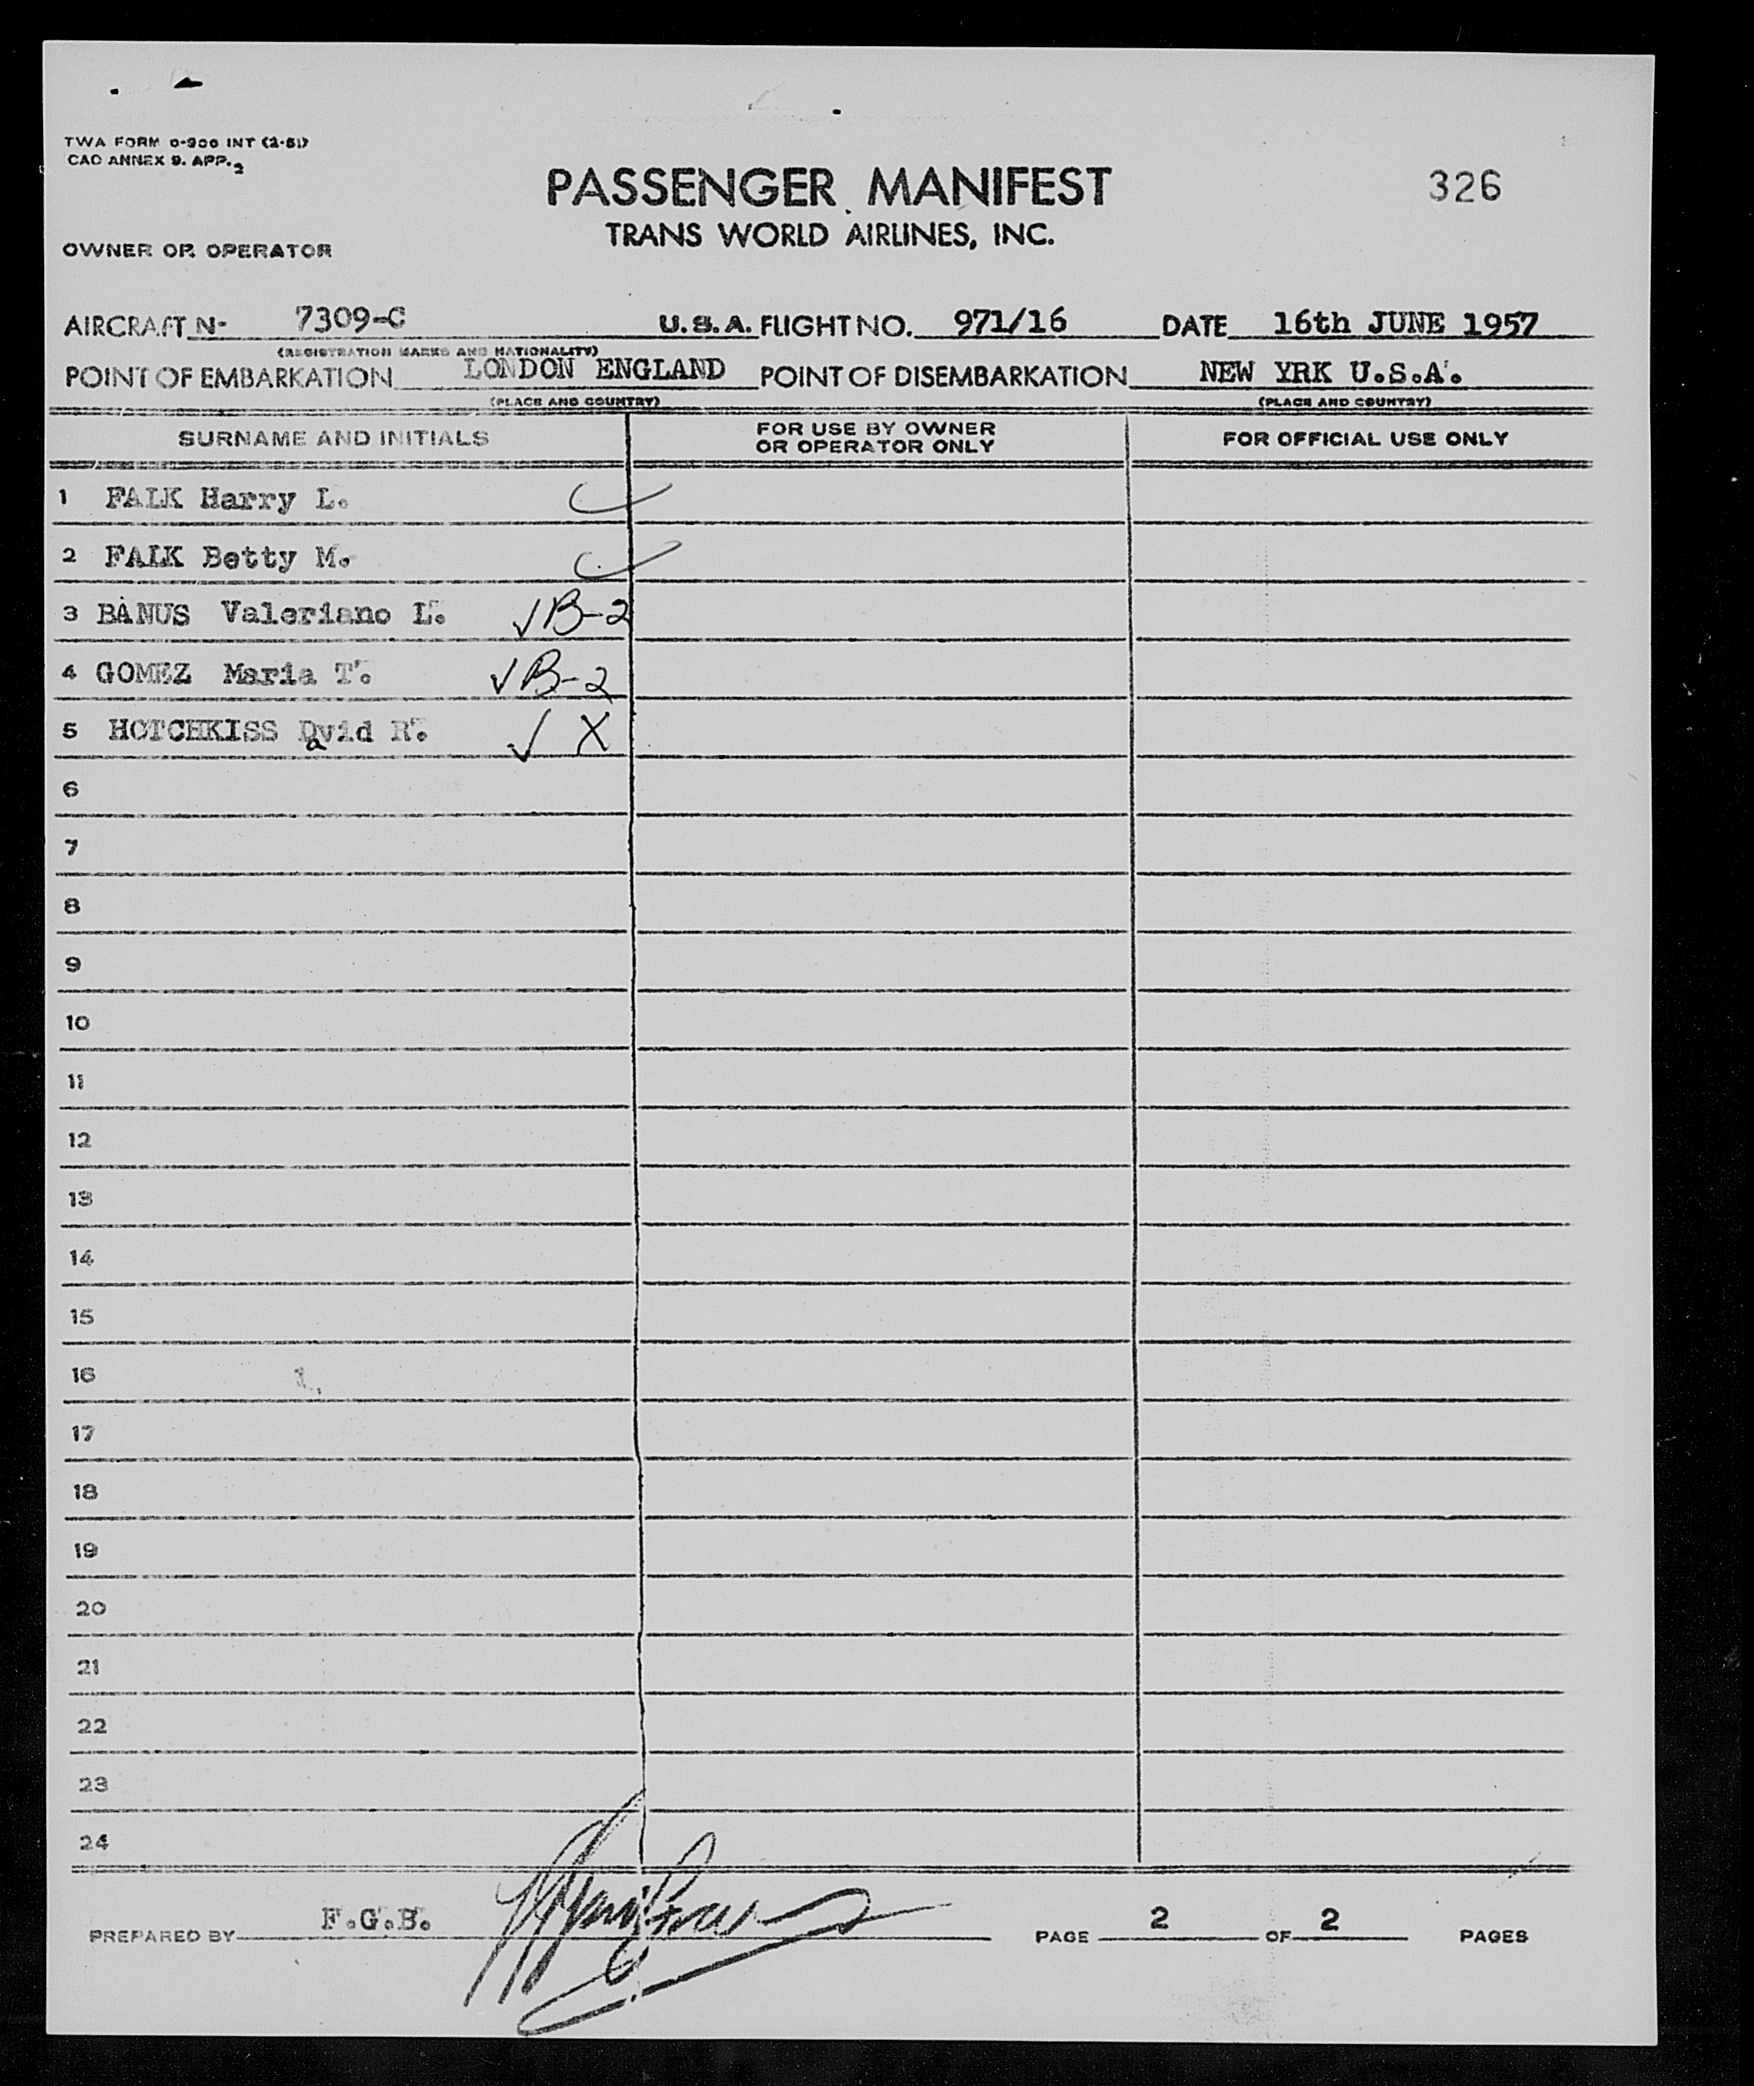 TWA FORM 0-900 INT (2-51)
CAO ANNEX 9. APP. 2
PASSENGER MANIFEST
326
TRANS WORLD AIRLINES, INC.
OWNER OR OPERATOR
AIRCRAFT N- 7309-C U.S.A. FLIGHT NO. 971/16 DATE 16th JUNE 1957
(REGISTRATION MARKS AND NATIONALITY)
POINT OF EMBARKATION LONDON ENGLAND POINT OF DISEMBARKATION NEW YRK U.S.A.
(PLACE AND COUNTRY) (PLACE AND COUNTRY)
SURNAME AND INITIALS FOR USE BY OWNER OR OPERATOR ONLY FOR OFFICIAL USE ONLY
1 FALK Harry L. ✓
2 FALK Betty M. ✓
3 BANUS Valeriano L. ✓ B-2
4 GOMEZ Maria T. ✓ B-2
5 HOTCHKISS David R. ✓ X
6
7
8
9
10
11
12
13
14
15
16
17
18
19
20
21
22
23
24
PREPARED BY F.G.B. PAGE 2 OF 2 PAGES